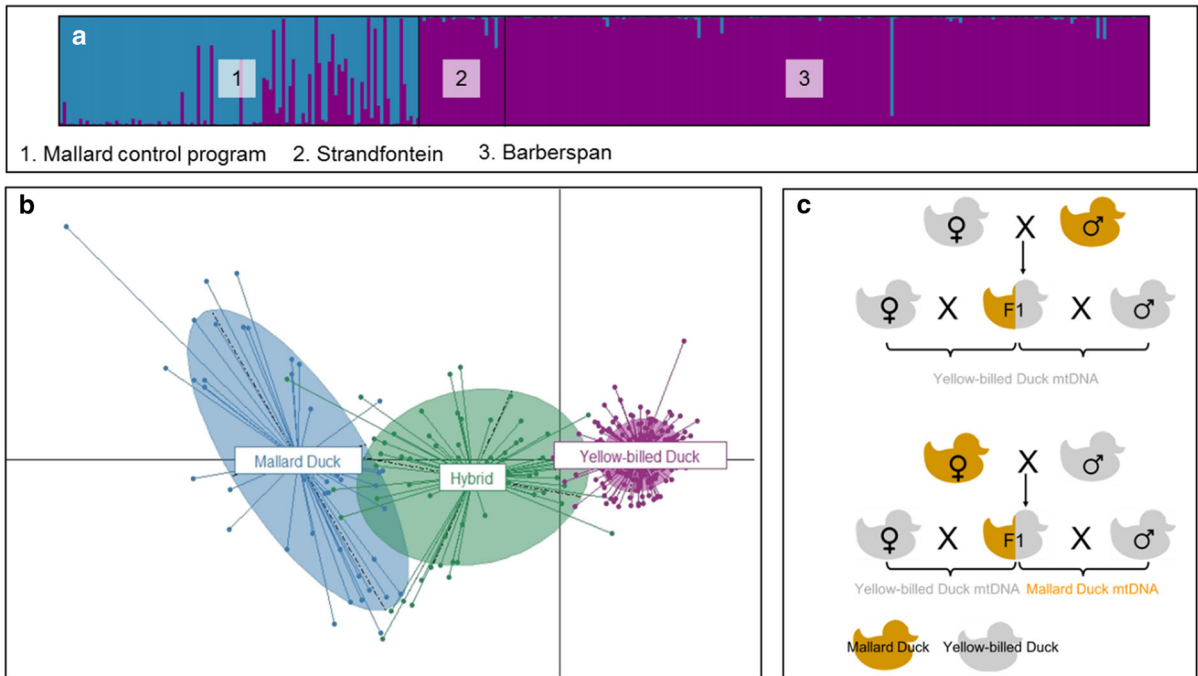 a
1
2
3
1. Mallard control program 2. Strandfontein 3. Barberspan
b
Mallard Duck
Hybrid
Yellow-billed Duck
c
♀ X ♂
♀ X F1 X ♂
Yellow-billed Duck mtDNA
♀ X ♂
♀ X F1 X ♂
Yellow-billed Duck mtDNA Mallard Duck mtDNA
Mallard Duck Yellow-billed Duck